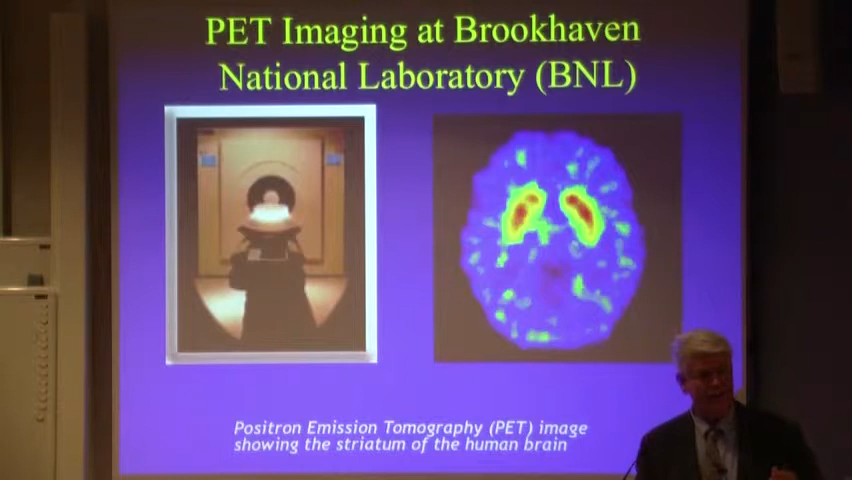 PET Imaging at Brookhaven
National Laboratory (BNL)
Positron Emission Tomography (PET) image
showing the striatum of the human brain